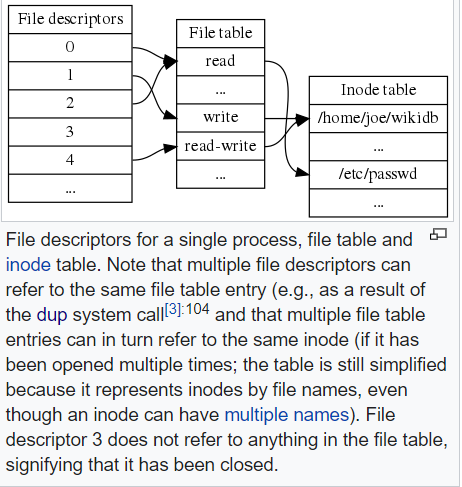 File descriptors
0
1
2
3
4
...
File table
read
...
write
read-write
...
Inode table
/home/joe/wikidb
...
/etc/passwd
...
File descriptors for a single process, file table and
inode table. Note that multiple file descriptors can
refer to the same file table entry (e.g., as a result of
the dup system call[3]:104 and that multiple file table
entries can in turn refer to the same inode (if it has
been opened multiple times; the table is still simplified
because it represents inodes by file names, even
though an inode can have multiple names). File
descriptor 3 does not refer to anything in the file table,
signifying that it has been closed.